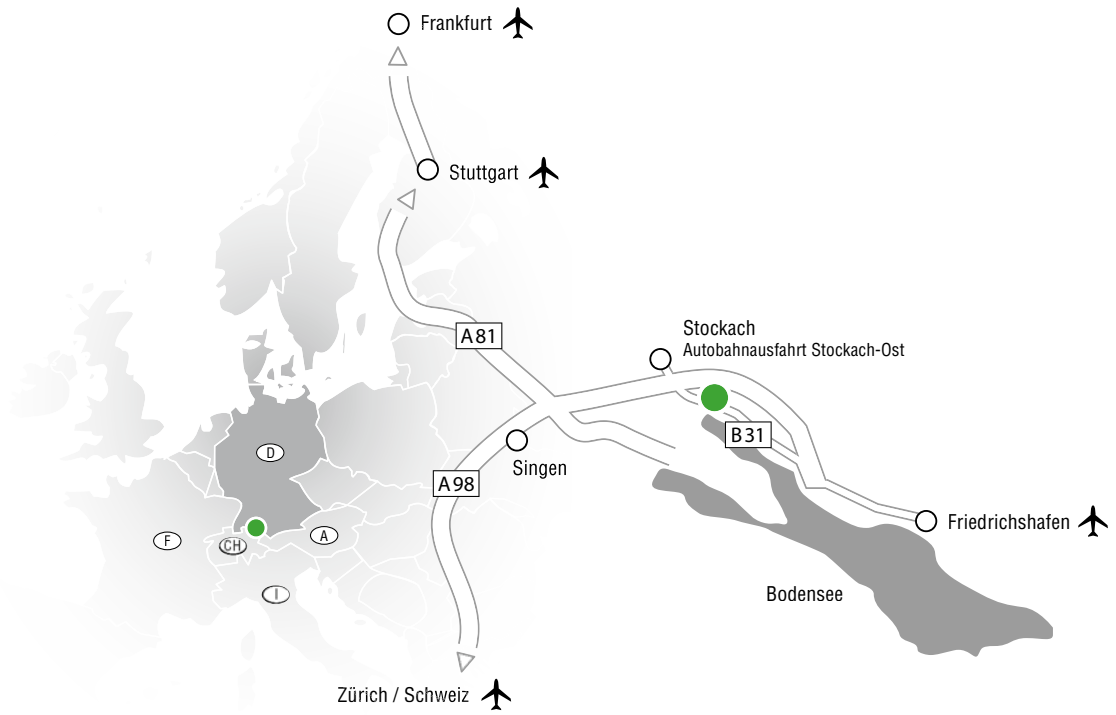 Frankfurt
Stuttgart
A81
Stockach
Autobahnausfahrt Stockach-Ost
B31
Singen
A98
D
F
CH
A
I
Friedrichshafen
Bodensee
Zürich / Schweiz